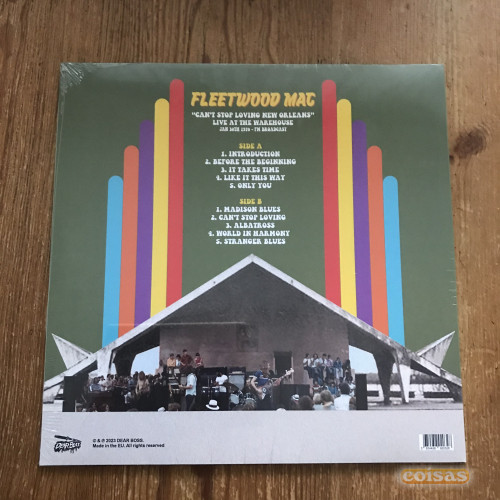 FLEETWOOD MAC
"CAN'T STOP LOVING NEW ORLEANS"
LIVE AT THE WAREHOUSE
JAN 30TH 1970 - FM BROADCAST
SIDE A
1. INTRODUCTION
2. BEFORE THE BEGINNING
3. IT TAKES TIME
4. LIKE IT THIS WAY
5. ONLY YOU
SIDE B
1. MADISON BLUES
2. CAN'T STOP LOVING
3. ALBATROSS
4. WORLD IN HARMONY
5. STRANGER BLUES
DEAR BOSS
© & ℗ 2023 DEAR BOSS.
Made in the EU. All rights reserved
coisas